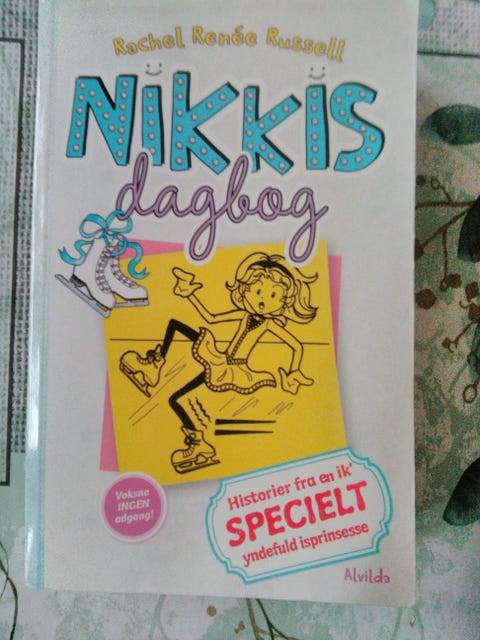 Rachel Renée Russell
NIKKIS
dagbog
Voksne
INGEN
adgang!
Historier fra en ik'
SPECIELT
yndefuld isprinsesse
Alvilda